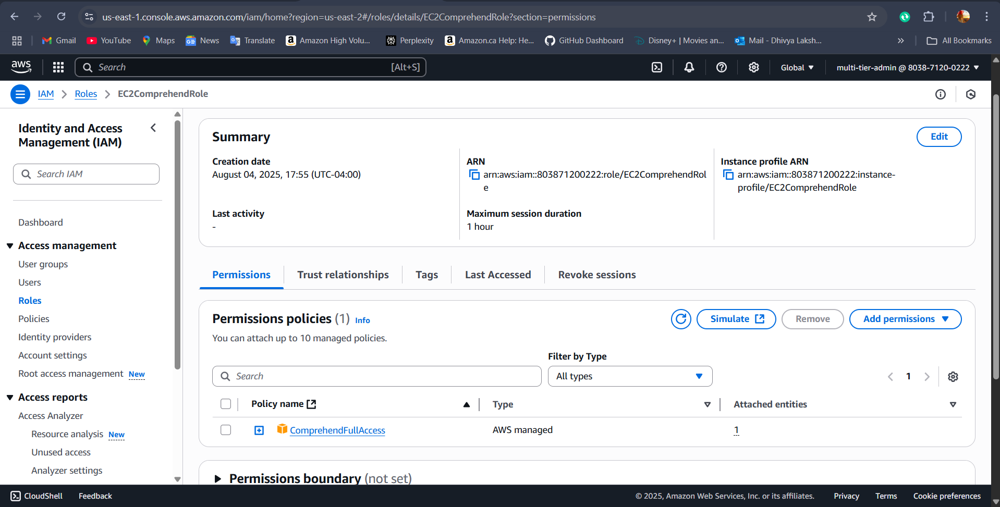 us-east-1.console.aws.amazon.com/iam/home?region=us-east-2#/roles/details/EC2ComprehendRole?section=permissions
Gmail
YouTube
Maps
News
Translate
Amazon High Volu...
Perplexity
Amazon.ca Help: He...
GitHub Dashboard
Disney+ | Movies an...
Mail - Dhivya Laksh...
»
All Bookmarks
aws
Search
[Alt+S]
Global
multi-tier-admin @ 8038-7120-0222
IAM
Roles
EC2ComprehendRole
Identity and Access
Management (IAM)
Search IAM
Dashboard
Access management
User groups
Users
Roles
Policies
Identity providers
Account settings
Root access management New
Access reports
Access Analyzer
Resource analysis New
Unused access
Analyzer settings
Summary
Edit
Creation date
August 04, 2025, 17:55 (UTC-04:00)
ARN
arn:aws:iam::803871200222:role/EC2ComprehendRol
e
Instance profile ARN
arn:aws:iam::803871200222:instance-
profile/EC2ComprehendRole
Last activity
-
Maximum session duration
1 hour
Permissions
Trust relationships
Tags
Last Accessed
Revoke sessions
Permissions policies (1) Info
Simulate
Remove
Add permissions
You can attach up to 10 managed policies.
Filter by Type
Search
All types
1
Policy name
Type
Attached entities
ComprehendFullAccess
AWS managed
1
Permissions boundary (not set)
CloudShell
Feedback
© 2025, Amazon Web Services, Inc. or its affiliates.
Privacy
Terms
Cookie preferences